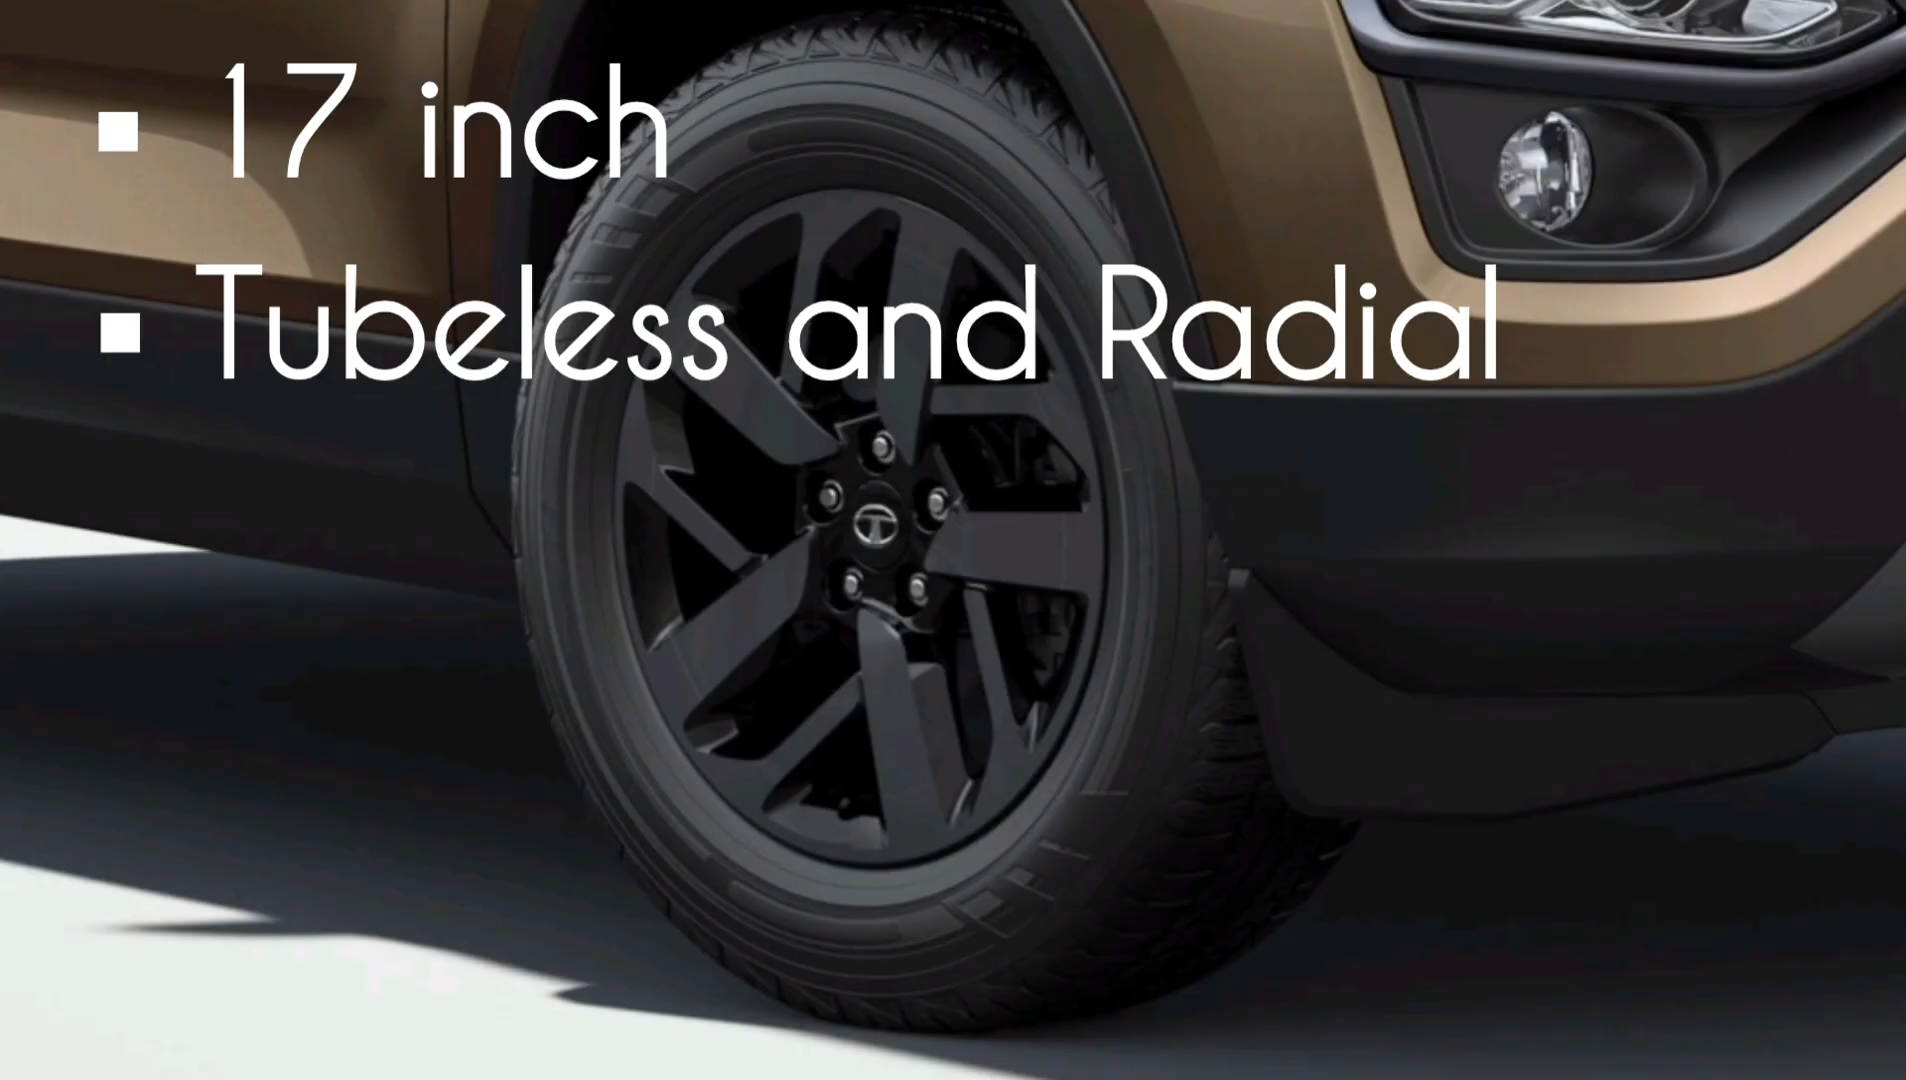 ▪ 17 inch
▪ Tubeless and Radial